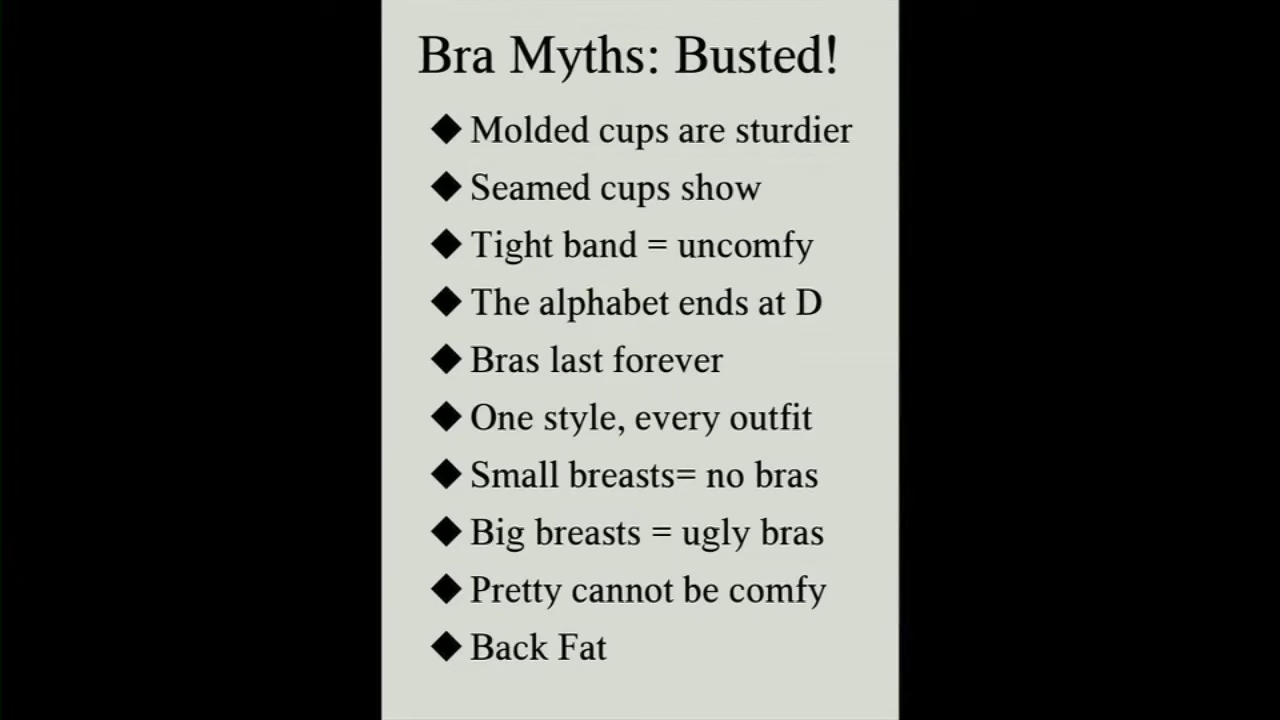 Bra Myths: Busted!
◆ Molded cups are sturdier
◆ Seamed cups show
◆ Tight band = uncomfy
◆ The alphabet ends at D
◆ Bras last forever
◆ One style, every outfit
◆ Small breasts= no bras
◆ Big breasts = ugly bras
◆ Pretty cannot be comfy
◆ Back Fat